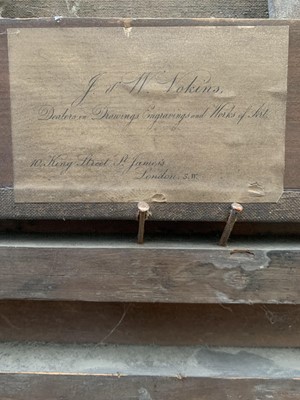 J & W Vokins,
Dealers in Drawings, Engravings and Works of Art,
10, King Street St. James's
London, S.W.